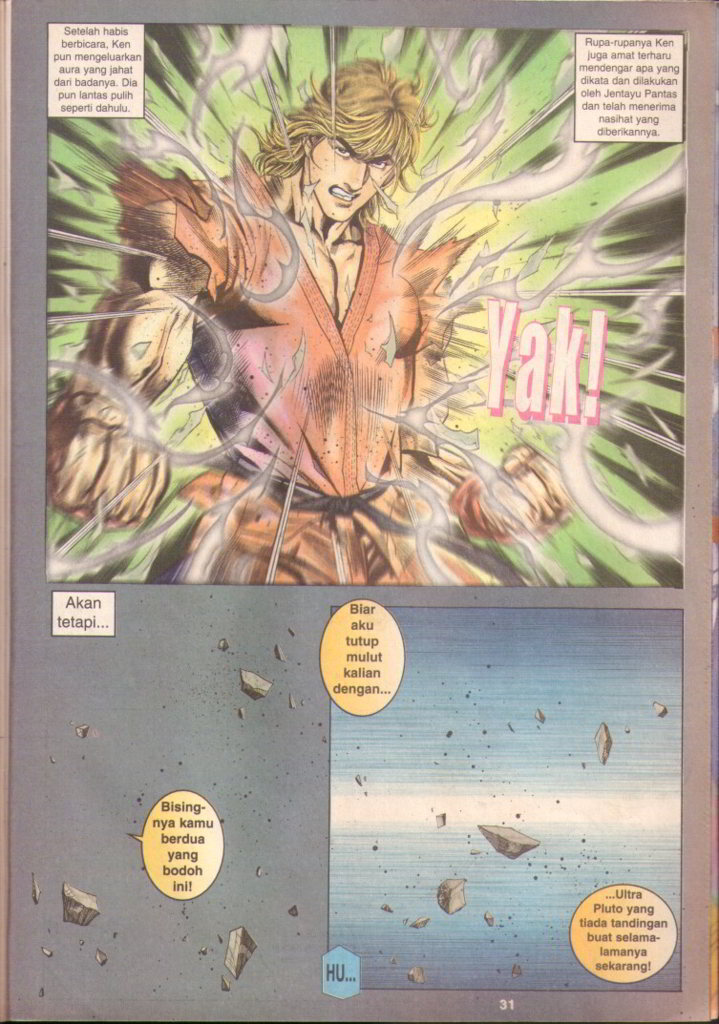 Setelah habis
berbicara, Ken
pun mengeluarkan
aura yang jahat
dari badanya. Dia
pun lantas pulih
seperti dahulu.
Rupa-rupanya Ken
juga amat terharu
mendengar apa yang
dikata dan dilakukan
oleh Jentayu Pantas
dan telah menerima
nasihat yang
diberikannya.
Yak!
Akan
tetapi...
Biar
aku
tutup
mulut
kalian
dengan...
Bising-
nya kamu
berdua
yang
bodoh
ini!
...Ultra
Pluto yang
tiada tandingan
buat selama-
lamanya
sekarang!
HU...
31